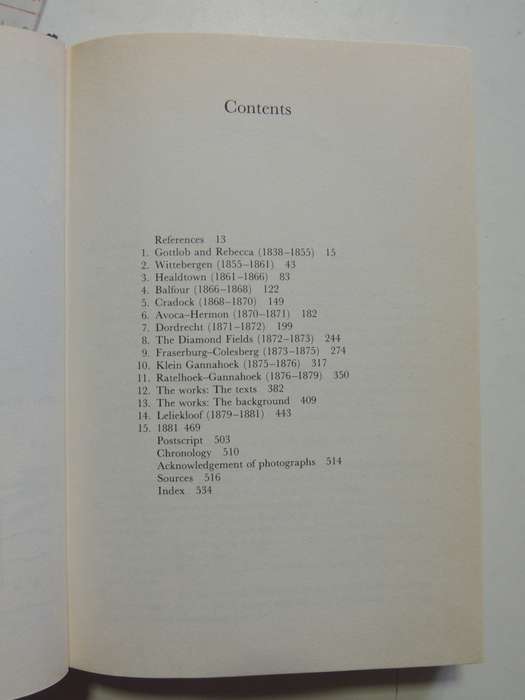 Contents
References 13
1. Gottlob and Rebecca (1838–1855) 15
2. Wittebergen (1855–1861) 43
3. Healdtown (1861–1866) 83
4. Balfour (1866–1868) 122
5. Cradock (1868–1870) 149
6. Avoca–Hermon (1870–1871) 182
7. Dordrecht (1871–1872) 199
8. The Diamond Fields (1872–1873) 244
9. Fraserburg–Colesberg (1873–1875) 274
10. Klein Gannahoek (1875–1876) 317
11. Ratelhoek–Gannahoek (1876–1879) 350
12. The works: The texts 382
13. The works: The background 409
14. Leliekloof (1879–1881) 443
15. 1881 469
Postscript 503
Chronology 510
Acknowledgement of photographs 514
Sources 516
Index 534